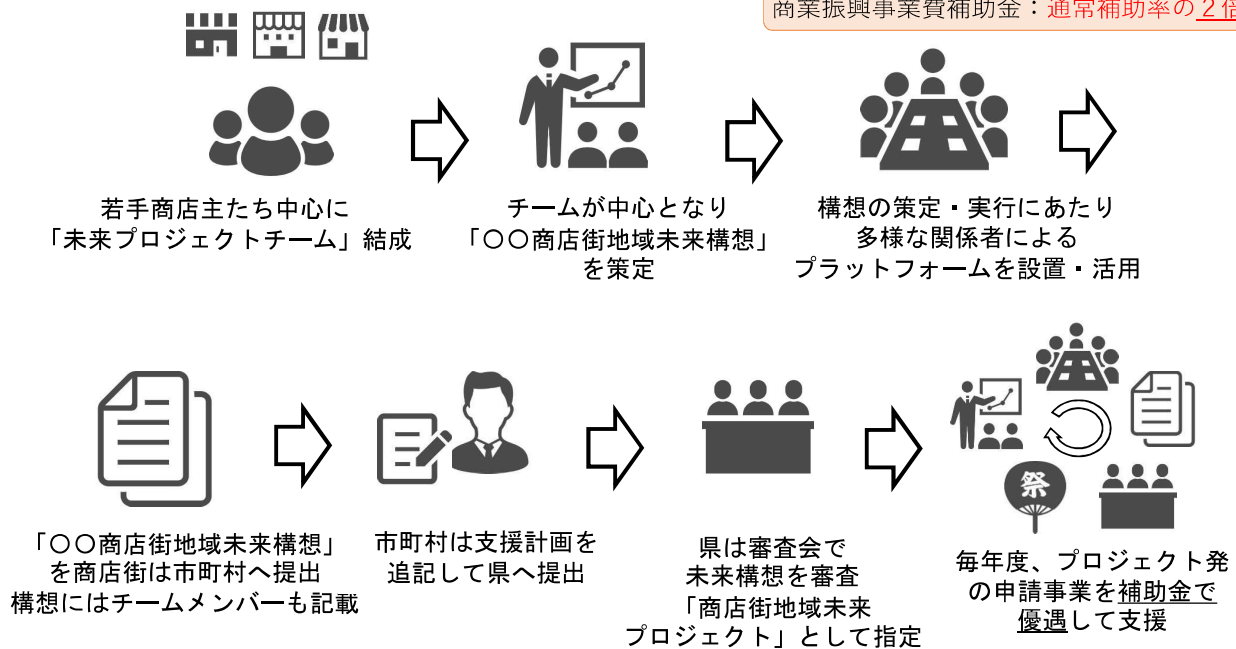 商業振興事業費補助金：通常補助率の２倍
若手商店主たち中心に
「未来プロジェクトチーム」結成
チームが中心となり
「〇〇商店街地域未来構想」
を策定
構想の策定・実行にあたり
多様な関係者による
プラットフォームを設置・活用
「〇〇商店街地域未来構想」
を商店街は市町村へ提出
構想にはチームメンバーも記載
市町村は支援計画を
追記して県へ提出
県は審査会で
未来構想を審査
「商店街地域未来
プロジェクト」として指定
祭
毎年度、プロジェクト発
の申請事業を補助金で
優遇して支援